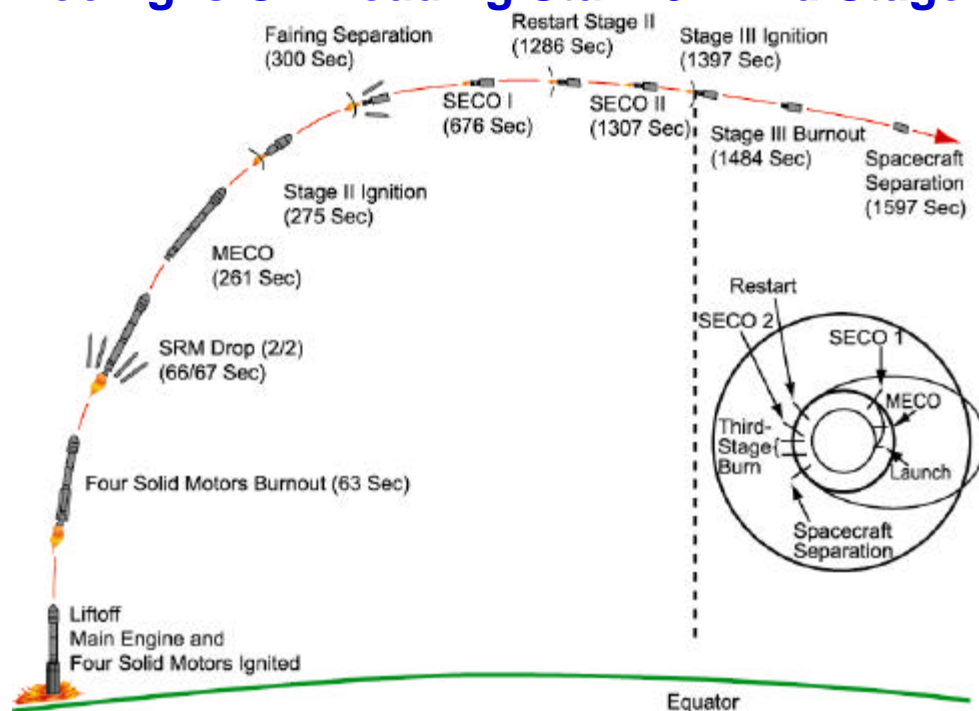 Fairing Separation
(300 Sec)
Restart Stage II
(1286 Sec)
Stage III Ignition
(1397 Sec)
SECO I
(676 Sec)
SECO II
(1307 Sec)
Stage III Burnout
(1484 Sec)
Spacecraft
Separation
(1597 Sec)
Stage II Ignition
(275 Sec)
MECO
(261 Sec)
SRM Drop (2/2)
(66/67 Sec)
Four Solid Motors Burnout (63 Sec)
Liftoff
Main Engine and
Four Solid Motors Ignited
Restart
SECO 2
SECO 1
MECO
Third-
Stage
Burn
Launch
Spacecraft
Separation
Equator